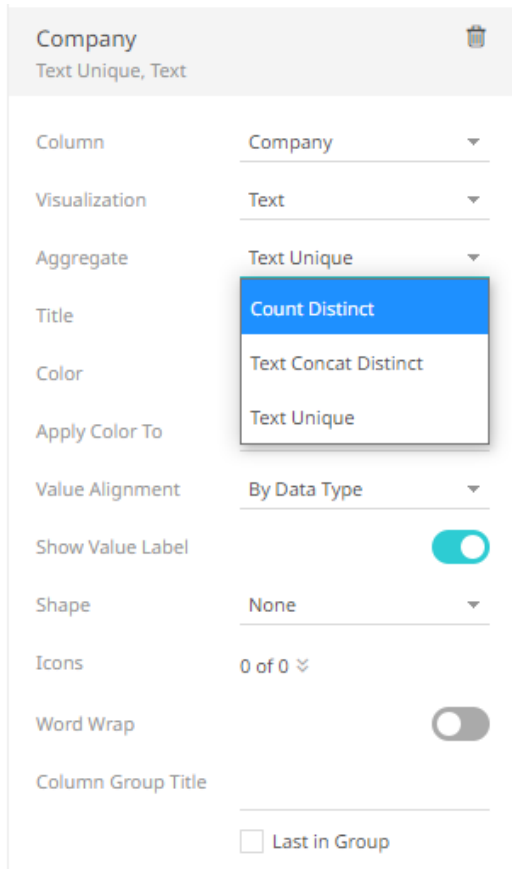 Company
Text Unique, Text
Column Company
Visualization Text
Aggregate Text Unique
Title
Count Distinct
Color
Text Concat Distinct
Apply Color To
Text Unique
Value Alignment By Data Type
Show Value Label
Shape None
Icons 0 of 0
Word Wrap
Column Group Title
Last in Group